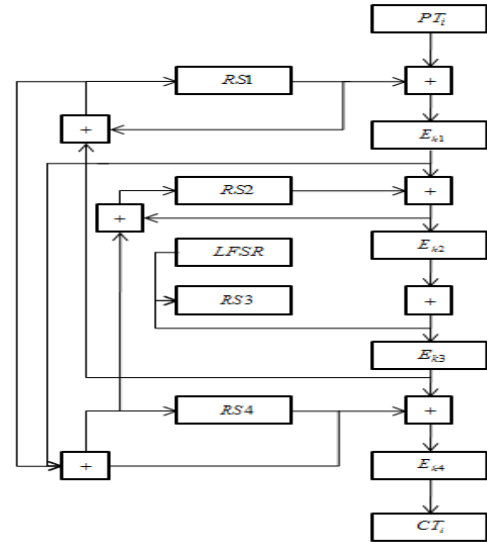 PT_i
RS1
+
+
E_k1
RS2
+
+
LFSR
E_k2
RS3
+
E_k3
RS4
+
+
E_k4
CT_i